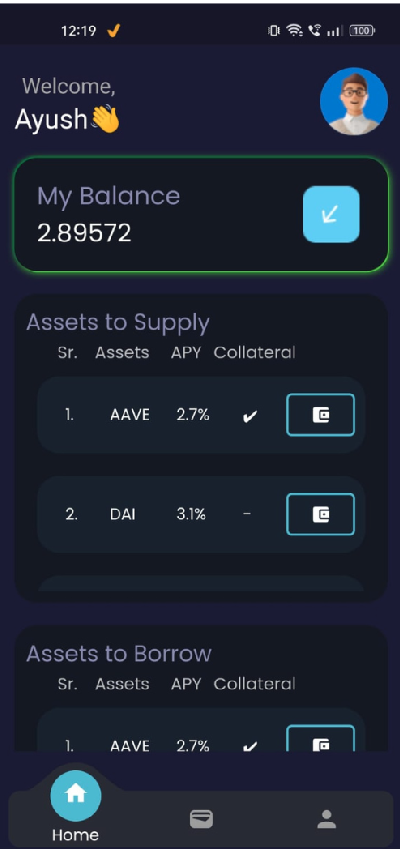 12:19
100
Welcome,
Ayush👋
My Balance
2.89572
Assets to Supply
Sr. Assets APY Collateral
1. AAVE 2.7% ✔
2. DAI 3.1% -
Assets to Borrow
Sr. Assets APY Collateral
1. AAVE 2.7% ✔
Home